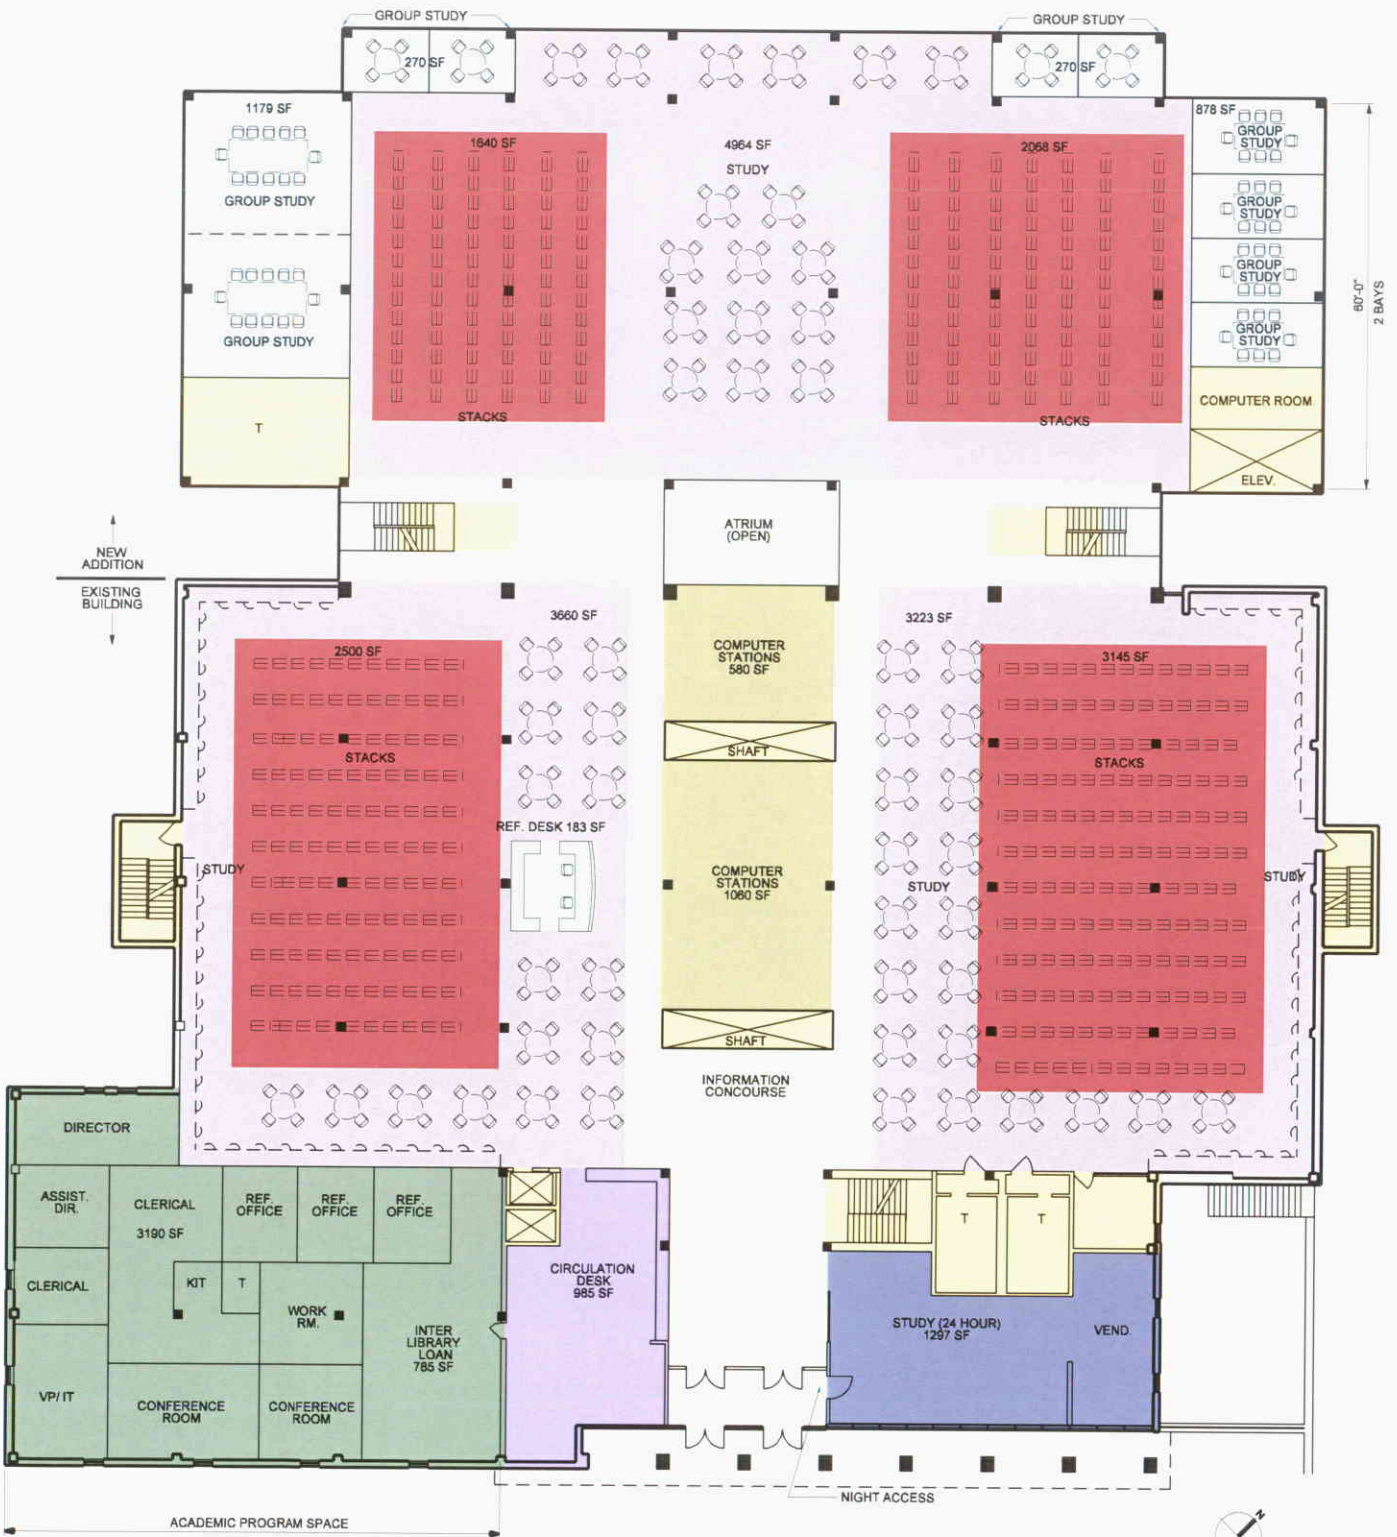 GROUP STUDY
GROUP STUDY
270 SF
270 SF
1179 SF
878 SF
GROUP
STUDY
1640 SF
4964 SF
2068 SF
STUDY
GROUP STUDY
GROUP
STUDY
GROUP
STUDY
60'-0"
2 BAYS
GROUP STUDY
GROUP
STUDY
COMPUTER ROOM
STACKS
STACKS
T
ELEV.
ATRIUM
(OPEN)
NEW
ADDITION
EXISTING
BUILDING
3660 SF
3223 SF
2500 SF
COMPUTER
STATIONS
580 SF
3145 SF
SHAFT
STACKS
STACKS
REF. DESK 183 SF
STUDY
COMPUTER
STATIONS
1060 SF
STUDY
STUDY
SHAFT
INFORMATION
CONCOURSE
DIRECTOR
ASSIST.
DIR.
CLERICAL
3190 SF
REF.
OFFICE
REF.
OFFICE
REF.
OFFICE
T
T
CLERICAL
KIT
T
CIRCULATION
DESK
985 SF
WORK
RM.
INTER
LIBRARY
LOAN
785 SF
STUDY (24 HOUR)
1297 SF
VEND.
VP/IT
CONFERENCE
ROOM
CONFERENCE
ROOM
NIGHT ACCESS
ACADEMIC PROGRAM SPACE
N